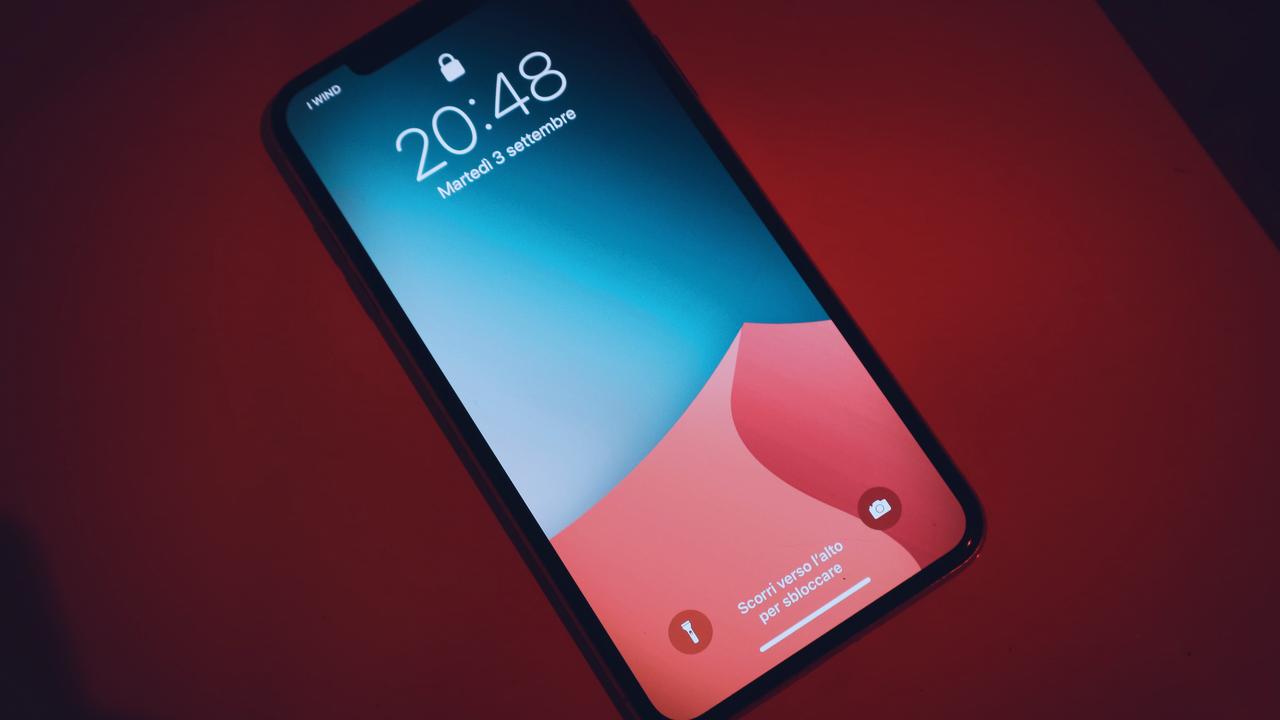 I WIND
20:48
Martedì 3 settembre
Scorri verso l'alto
per sbloccare